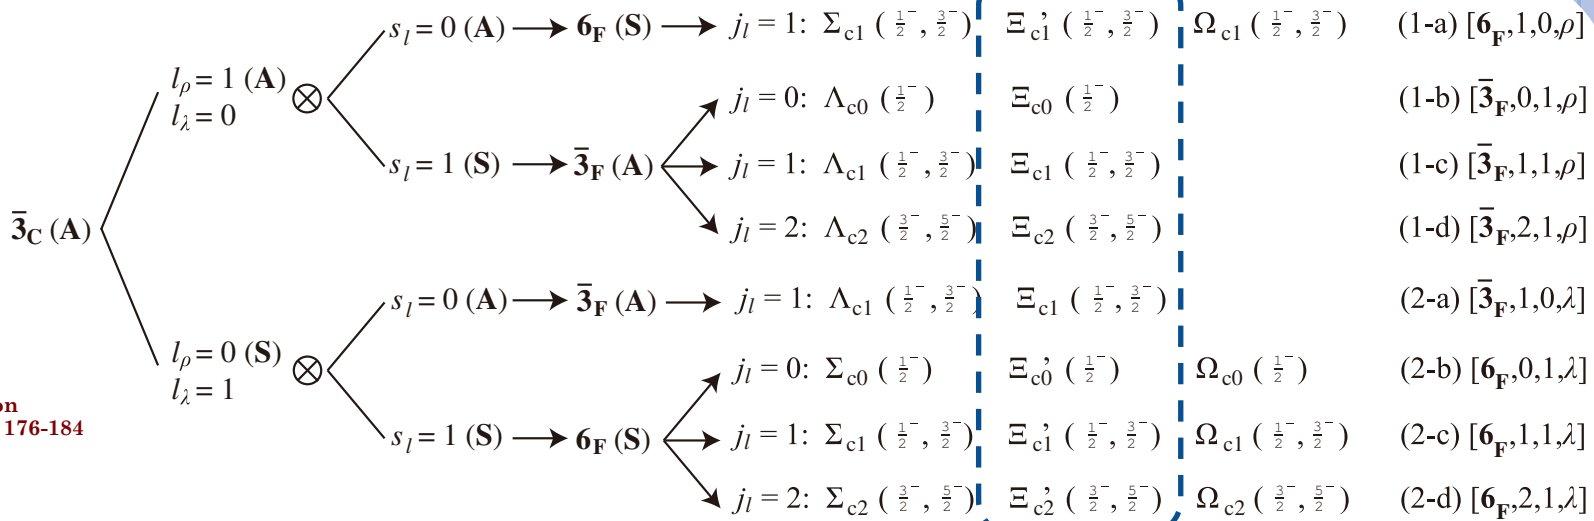 s_l = 0 (A) → 6_F (S) → j_l = 1: Σ_c1 ( 1/2⁻, 3/2⁻) Ξ'_c1 ( 1/2⁻, 3/2⁻) Ω_c1 ( 1/2⁻, 3/2⁻) (1-a) [6_F,1,0,ρ]
l_ρ = 1 (A)
l_λ = 0
⊗
j_l = 0: Λ_c0 ( 1/2⁻) Ξ_c0 ( 1/2⁻) (1-b) [3̄_F,0,1,ρ]
s_l = 1 (S) → 3̄_F (A) j_l = 1: Λ_c1 ( 1/2⁻, 3/2⁻) Ξ_c1 ( 1/2⁻, 3/2⁻) (1-c) [3̄_F,1,1,ρ]
3̄_C (A) j_l = 2: Λ_c2 ( 3/2⁻, 5/2⁻) Ξ_c2 ( 3/2⁻, 5/2⁻) (1-d) [3̄_F,2,1,ρ]
s_l = 0 (A) → 3̄_F (A) → j_l = 1: Λ_c1 ( 1/2⁻, 3/2⁻) Ξ_c1 ( 1/2⁻, 3/2⁻) (2-a) [3̄_F,1,0,λ]
l_ρ = 0 (S)
l_λ = 1
⊗
j_l = 0: Σ_c0 ( 1/2⁻) Ξ'_c0 ( 1/2⁻) Ω_c0 ( 1/2⁻) (2-b) [6_F,0,1,λ]
on
176-184
s_l = 1 (S) → 6_F (S) j_l = 1: Σ_c1 ( 1/2⁻, 3/2⁻) Ξ'_c1 ( 1/2⁻, 3/2⁻) Ω_c1 ( 1/2⁻, 3/2⁻) (2-c) [6_F,1,1,λ]
j_l = 2: Σ_c2 ( 3/2⁻, 5/2⁻) Ξ'_c2 ( 3/2⁻, 5/2⁻) Ω_c2 ( 3/2⁻, 5/2⁻) (2-d) [6_F,2,1,λ]